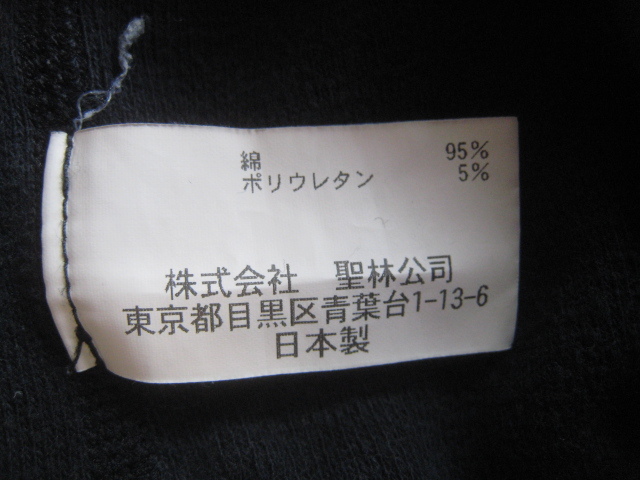 綿 95%
ポリウレタン 5%
株式会社 聖林公司
東京都目黒区青葉台1-13-6
日本製